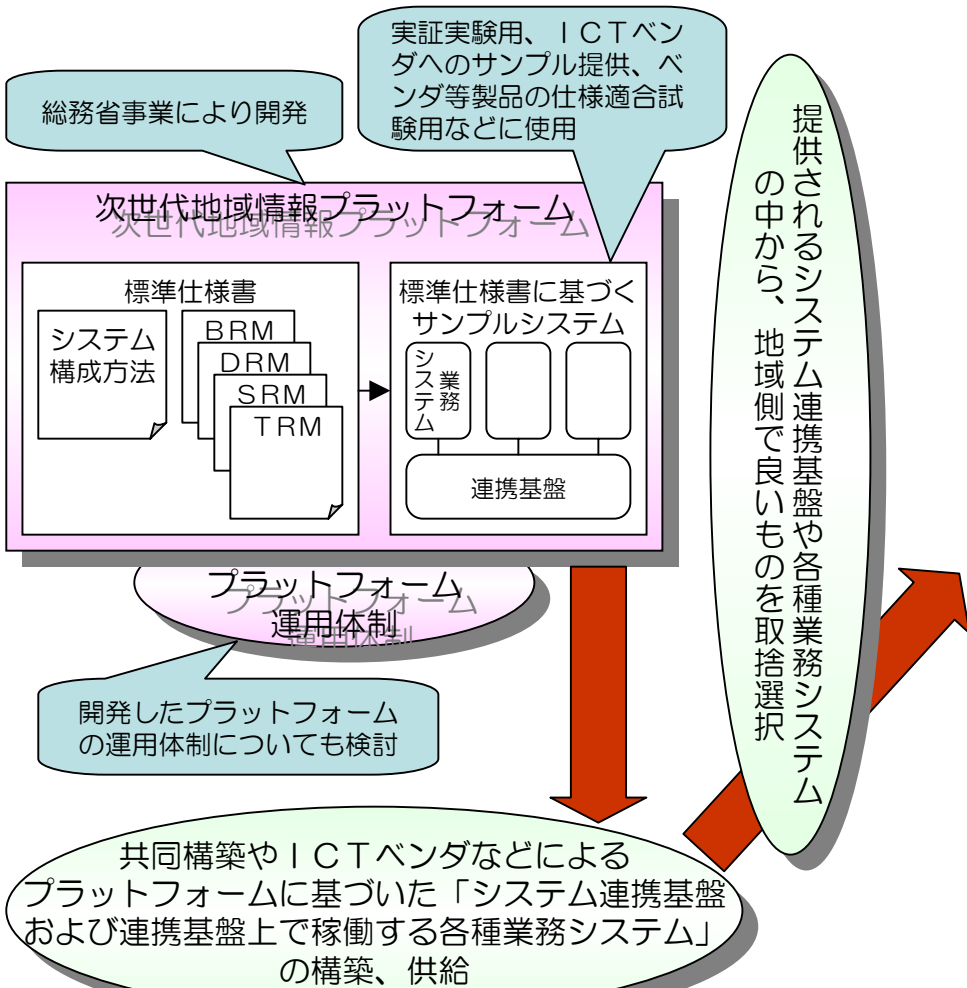 実証実験用、ＩＣＴベン
ダへのサンプル提供、ベ
ンダ等製品の仕様適合試
験用などに使用
総務省事業により開発
次世代地域情報プラットフォーム
標準仕様書
システム
構成方法
ＢＲＭ
ＤＲＭ
ＳＲＭ
ＴＲＭ
標準仕様書に基づく
サンプルシステム
業務
システム
連携基盤
プラットフォーム
運用体制
開発したプラットフォーム
の運用体制についても検討
提供されるシステム連携基盤や各種業務システム
の中から、地域側で良いものを取捨選択
共同構築やＩＣＴベンダなどによる
プラットフォームに基づいた「システム連携基盤
および連携基盤上で稼働する各種業務システム」
の構築、供給